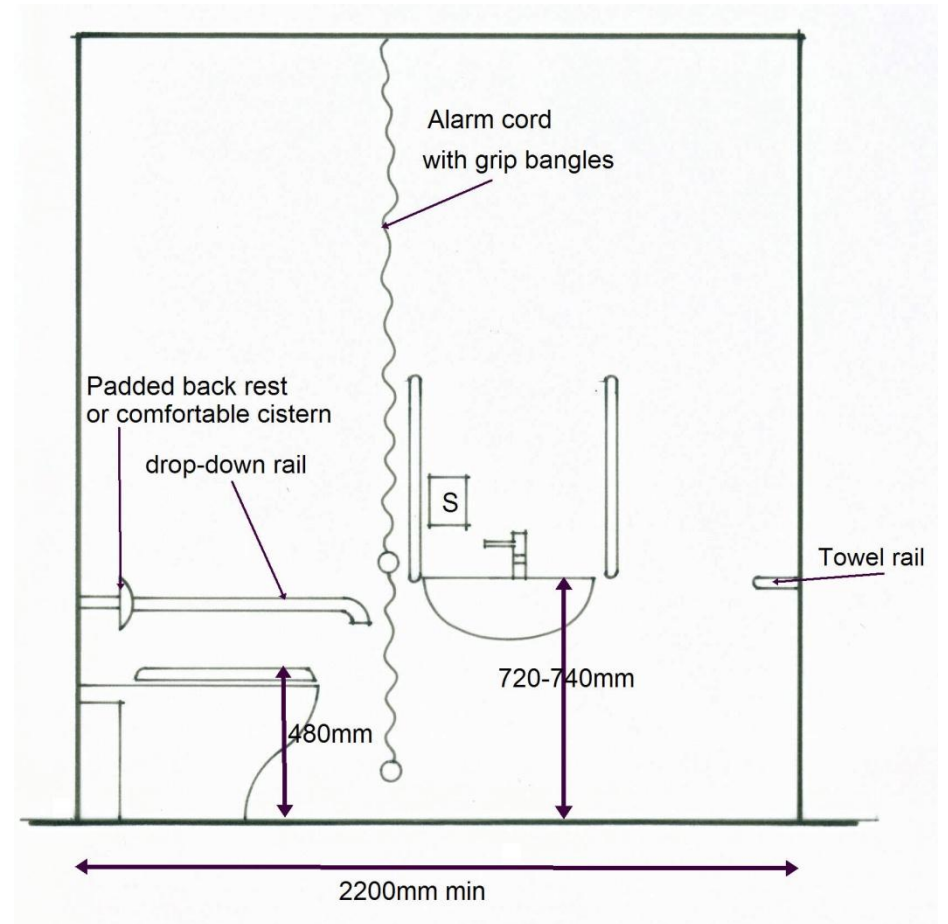 Alarm cord
with grip bangles
Padded back rest
or comfortable cistern
drop-down rail
S
Towel rail
720-740mm
480mm
2200mm min